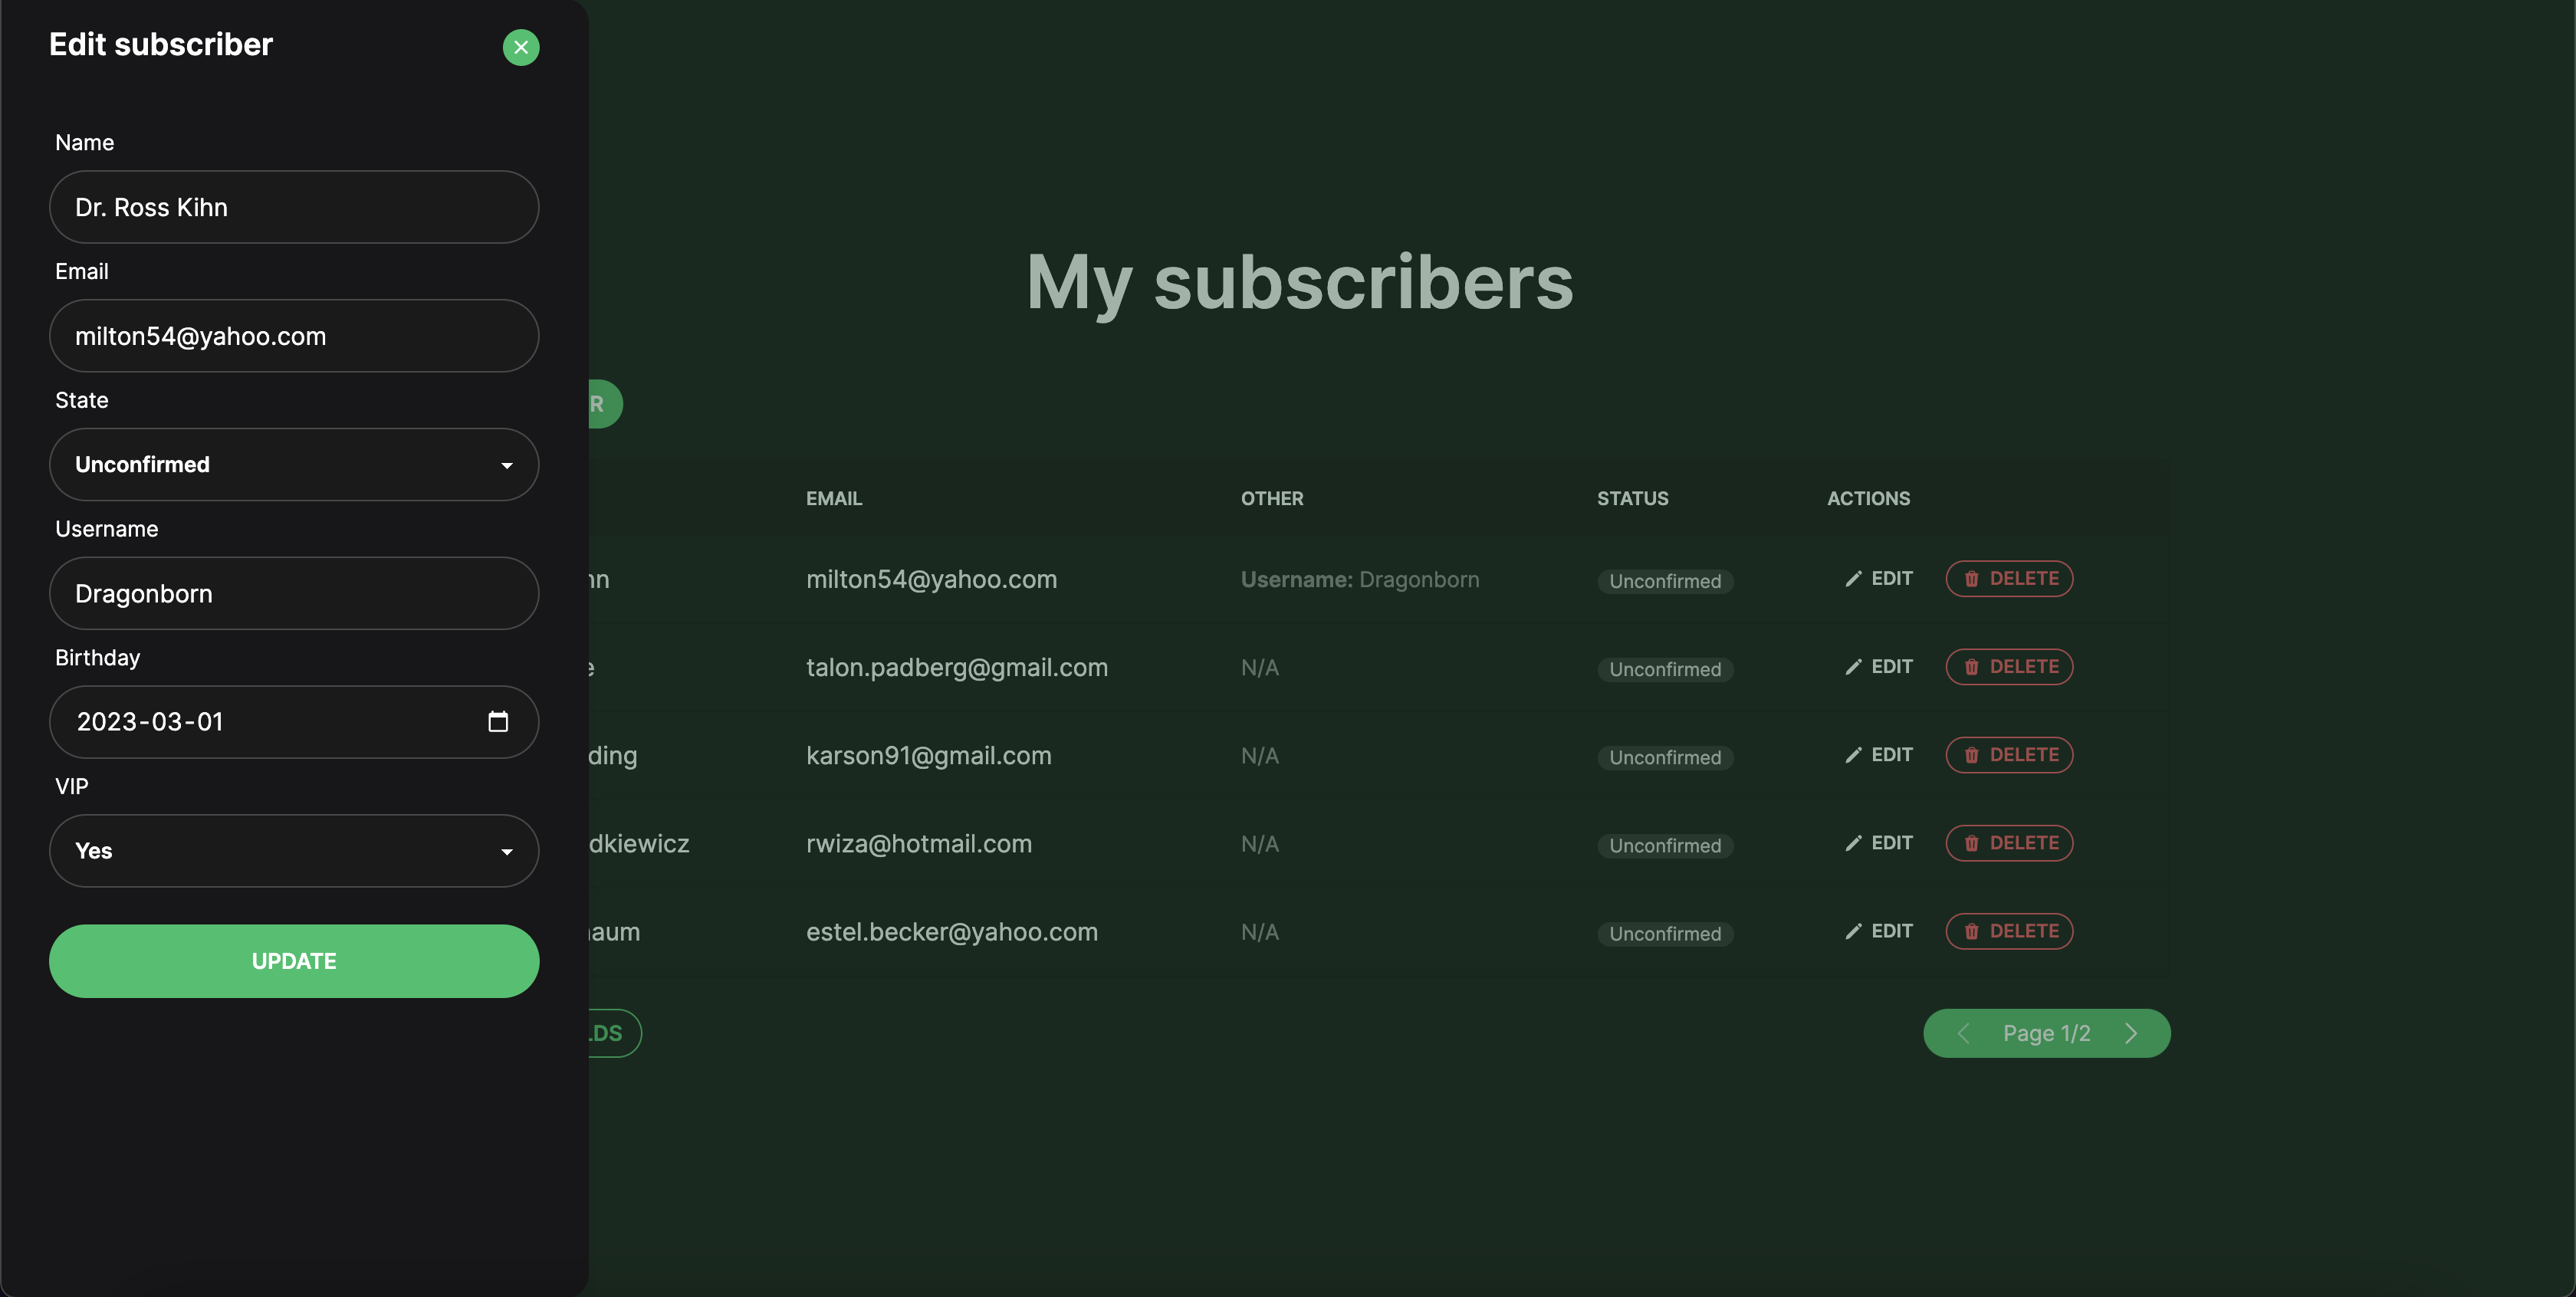 Edit subscriber
Name
Dr. Ross Kihn
Email
milton54@yahoo.com
State
Unconfirmed
Username
Dragonborn
Birthday
2023-03-01
VIP
Yes
UPDATE
My subscribers
R
EMAIL OTHER STATUS ACTIONS
hn milton54@yahoo.com Username: Dragonborn Unconfirmed EDIT DELETE
e talon.padberg@gmail.com N/A Unconfirmed EDIT DELETE
ding karson91@gmail.com N/A Unconfirmed EDIT DELETE
dkiewicz rwiza@hotmail.com N/A Unconfirmed EDIT DELETE
aum estel.becker@yahoo.com N/A Unconfirmed EDIT DELETE
LDS Page 1/2